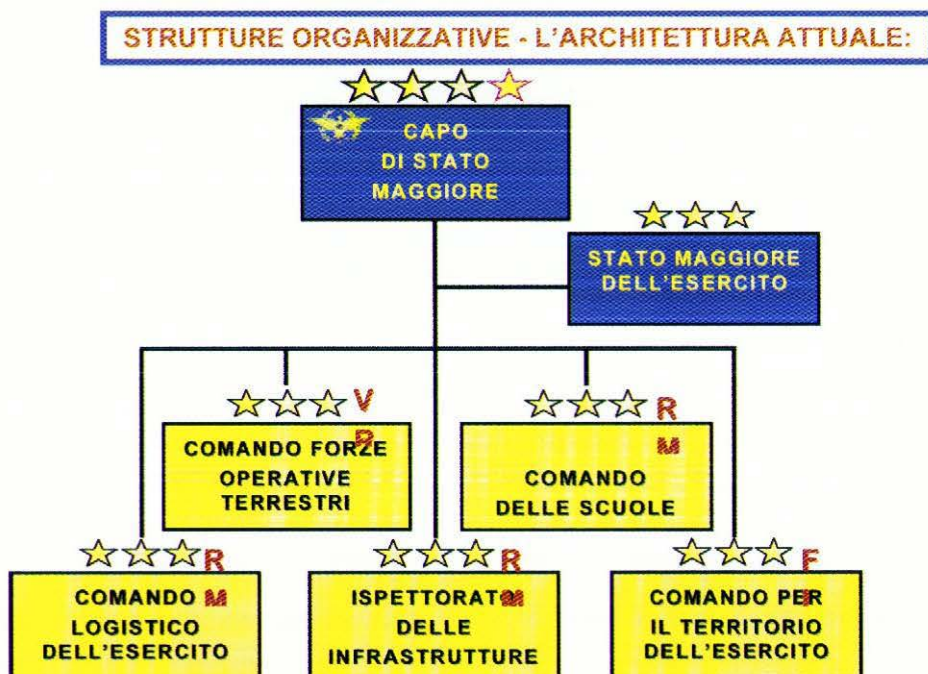 STRUTTURE ORGANIZZATIVE - L'ARCHITETTURA ATTUALE:
CAPO
DI STATO
MAGGIORE
STATO MAGGIORE
DELL'ESERCITO
V
R
COMANDO FORZE
OPERATIVE
TERRESTRI
R
M
COMANDO
DELLE SCUOLE
R
M
COMANDO
LOGISTICO
DELL'ESERCITO
R
M
ISPETTORATO
DELLE
INFRASTRUTTURE
F
I
COMANDO PER
IL TERRITORIO
DELL'ESERCITO